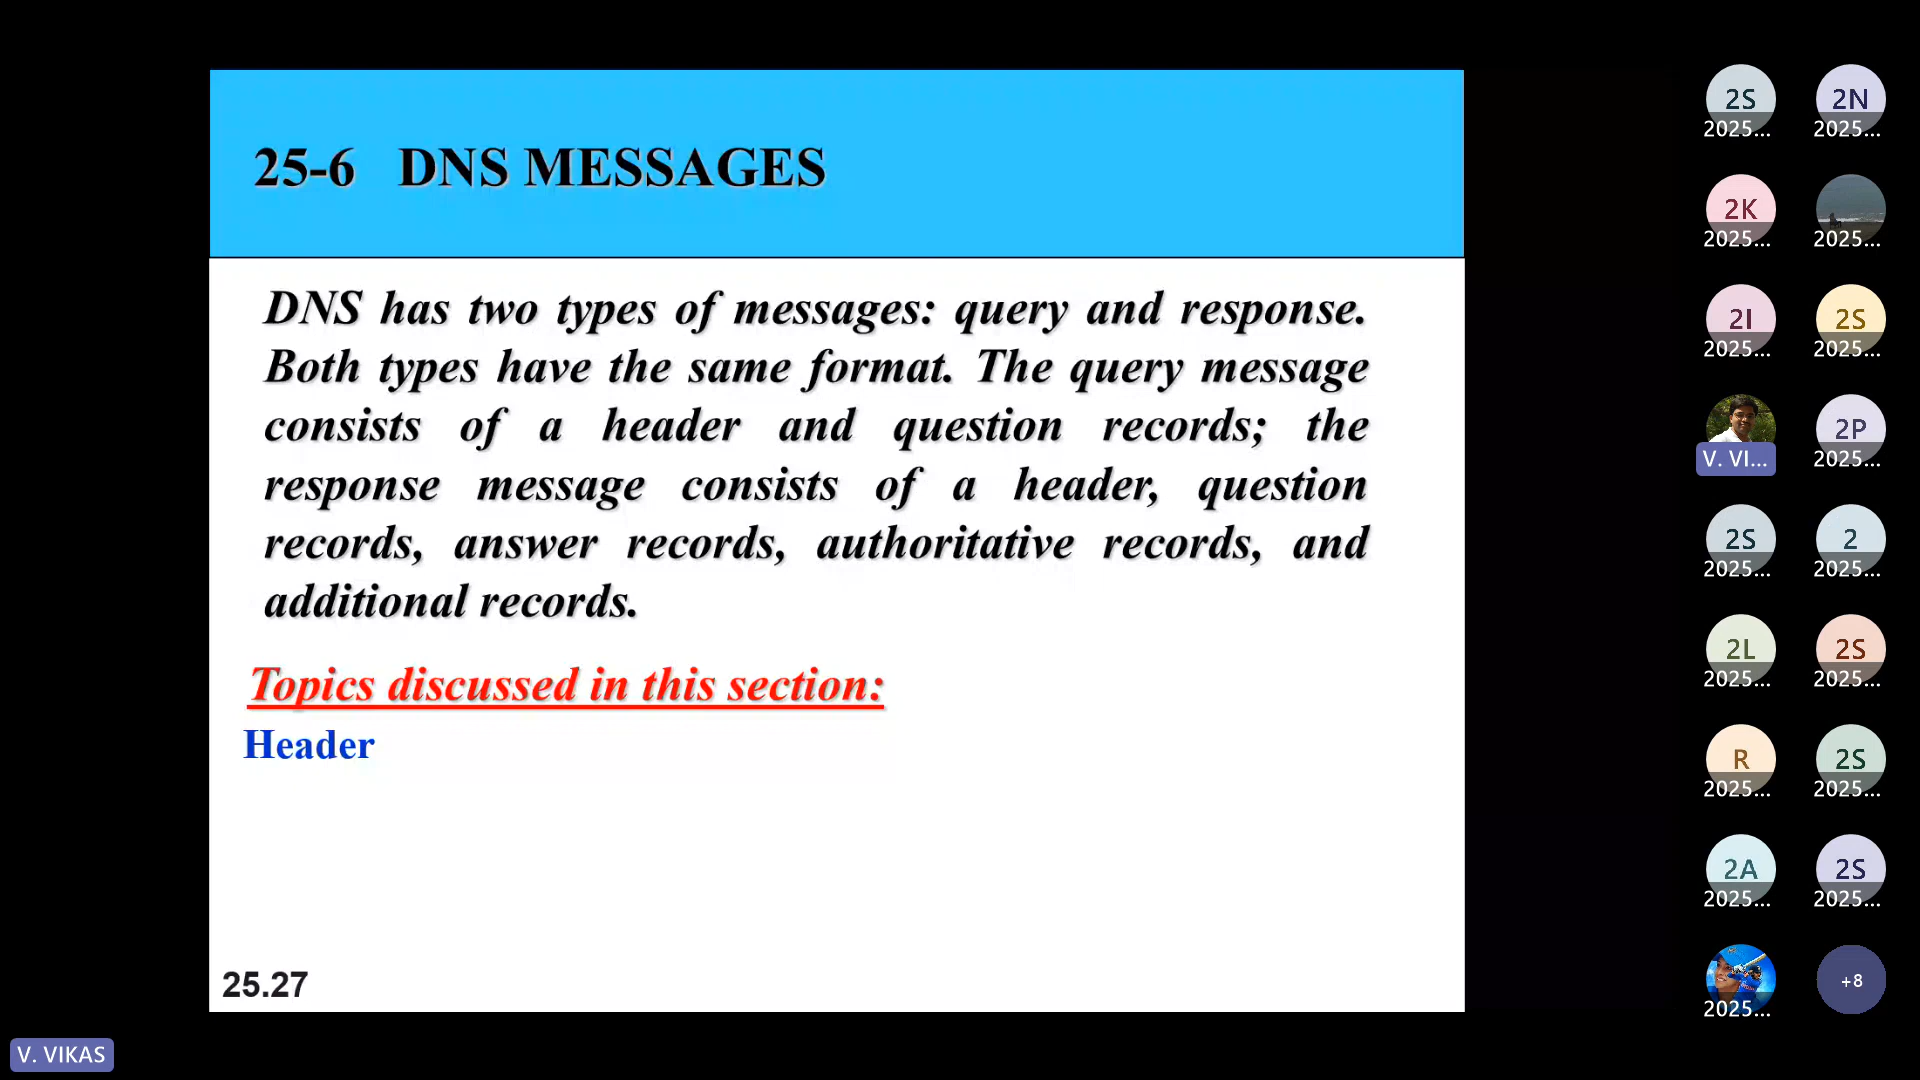 25-6 DNS MESSAGES
DNS has two types of messages: query and response.
Both types have the same format. The query message
consists of a header and question records; the
response message consists of a header, question
records, answer records, authoritative records, and
additional records.
Topics discussed in this section:
Header
25.27
V. VIKAS
2S
2025...
2N
2025...
2K
2025...
2025...
2I
2025...
2S
2025...
V. VI...
2P
2025...
2S
2025...
2
2025...
2L
2025...
2S
2025...
R
2025...
2S
2025...
2A
2025...
2S
2025...
2025...
+8